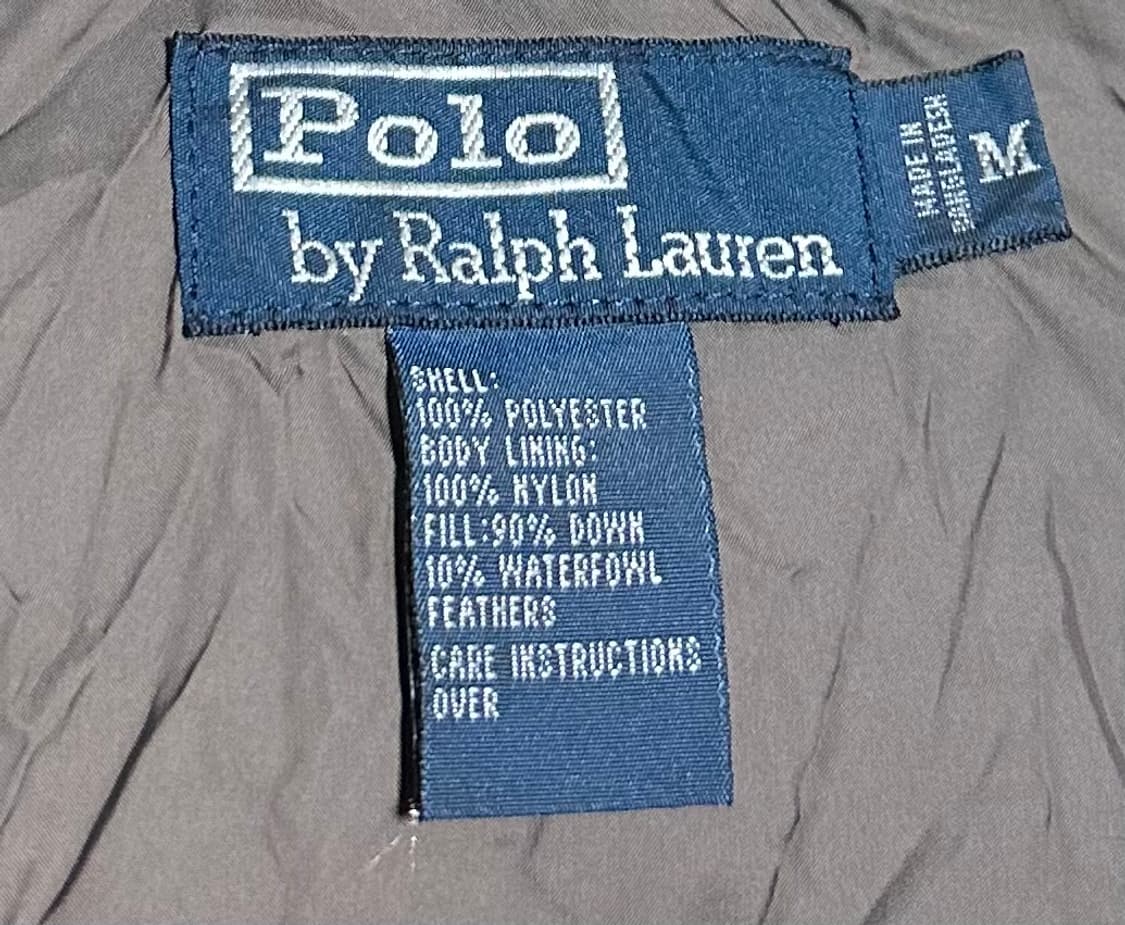 Polo
by Ralph Lauren
MADE IN
BANGLADESH
M
SHELL:
100% POLYESTER
BODY LINING:
100% NYLON
FILL:90% DOWN
10% WATERFOWL
FEATHERS
CARE INSTRUCTIONS
OVER